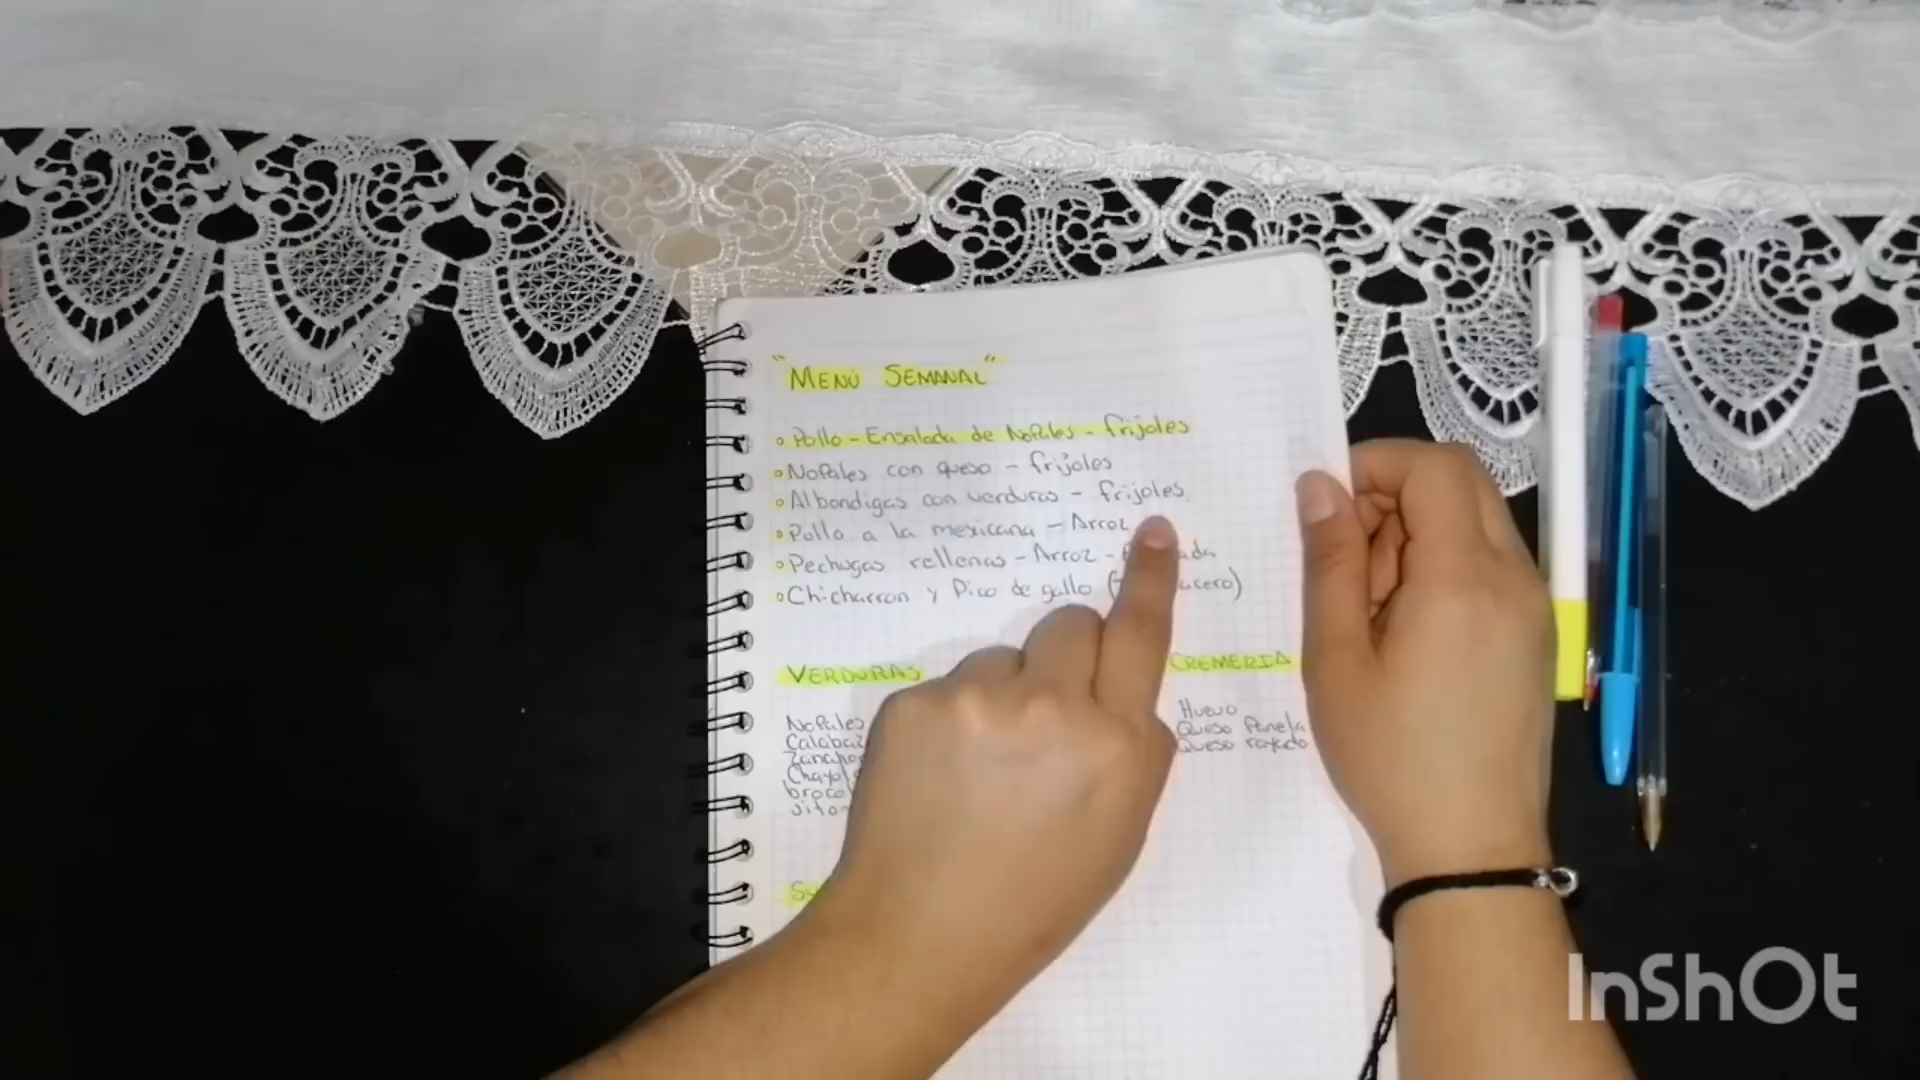 "MENÚ SEMANAL"
Pollo - Ensalada de Nopales - frijoles
Nopales con queso - frijoles
Albondigas con verduras - frijoles
Pollo a la mexicana - Arroz
Pechugas rellenas - Arroz -
Chicharron y Pico de gallo
VERDURAS
CREMERIA
Nopales
Huevo
Queso Panela
Queso rayado
InShOt